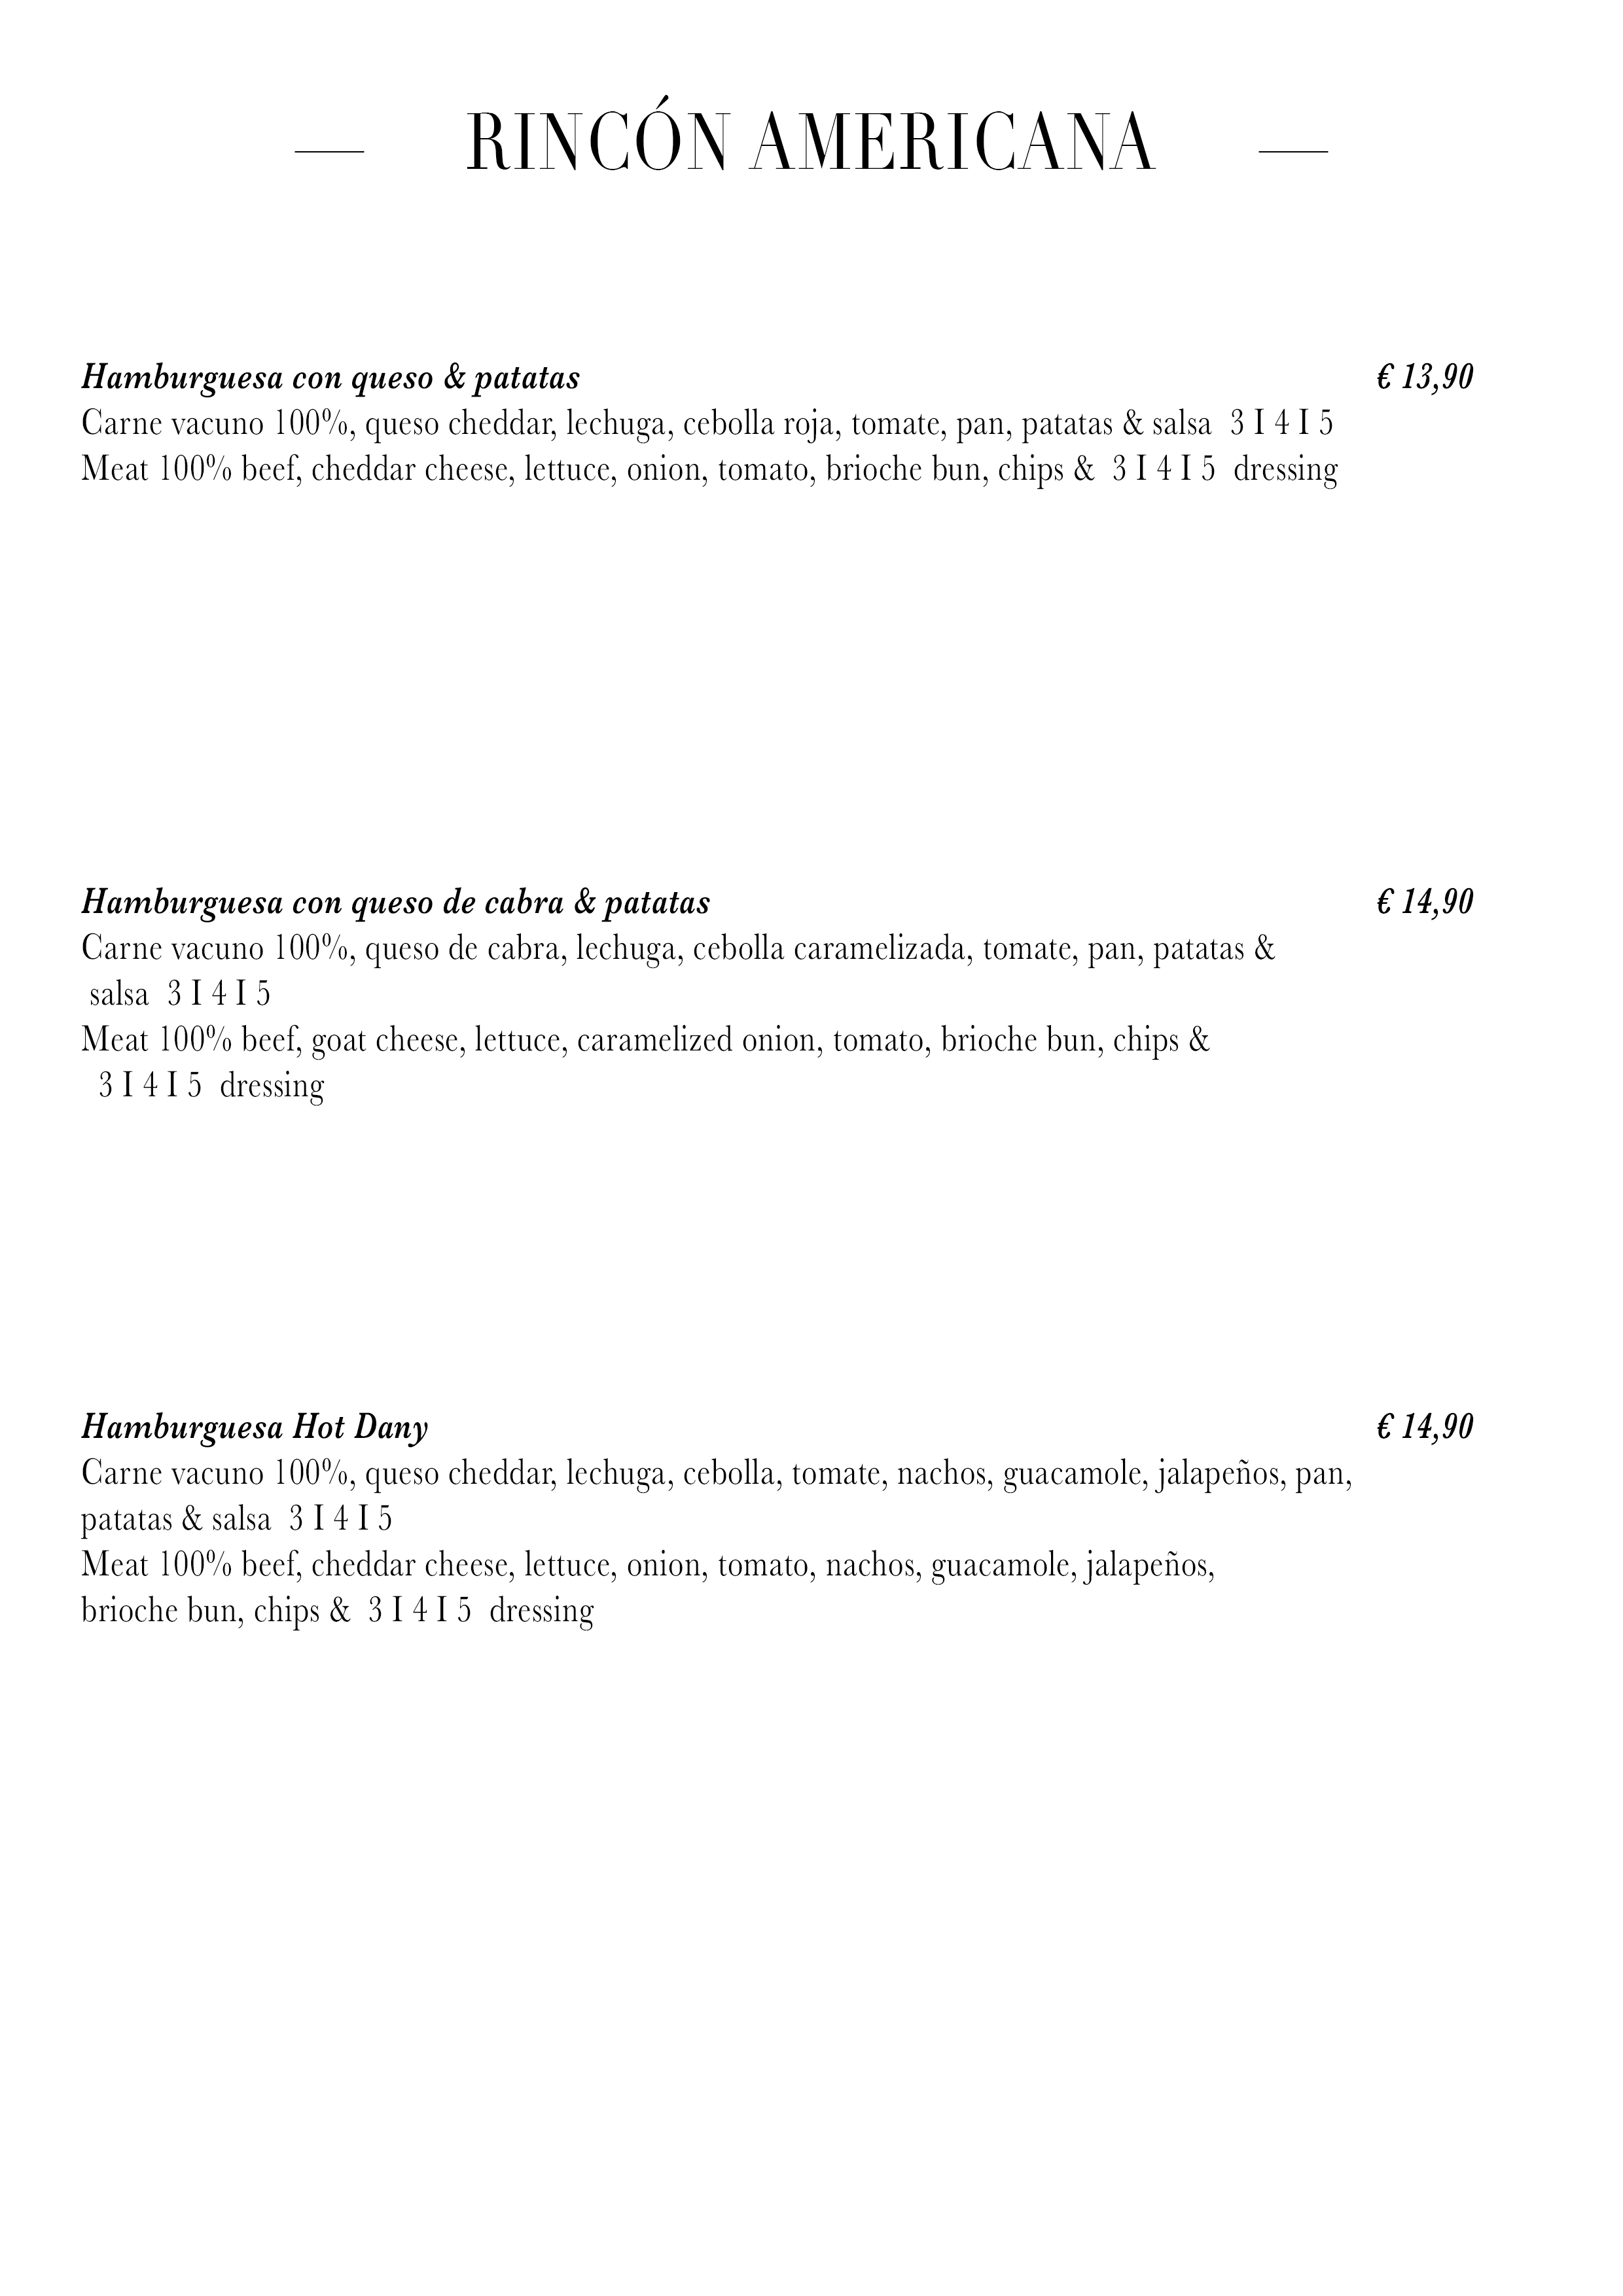 RINCÓN AMERICANA
Hamburguesa con queso & patatas € 13,90
Carne vacuno 100%, queso cheddar, lechuga, cebolla roja, tomate, pan, patatas & salsa 3 I 4 I 5
Meat 100% beef, cheddar cheese, lettuce, onion, tomato, brioche bun, chips & 3 I 4 I 5 dressing
Hamburguesa con queso de cabra & patatas € 14,90
Carne vacuno 100%, queso de cabra, lechuga, cebolla caramelizada, tomate, pan, patatas &
salsa 3 I 4 I 5
Meat 100% beef, goat cheese, lettuce, caramelized onion, tomato, brioche bun, chips &
3 I 4 I 5 dressing
Hamburguesa Hot Dany € 14,90
Carne vacuno 100%, queso cheddar, lechuga, cebolla, tomate, nachos, guacamole, jalapeños, pan,
patatas & salsa 3 I 4 I 5
Meat 100% beef, cheddar cheese, lettuce, onion, tomato, nachos, guacamole, jalapeños,
brioche bun, chips & 3 I 4 I 5 dressing